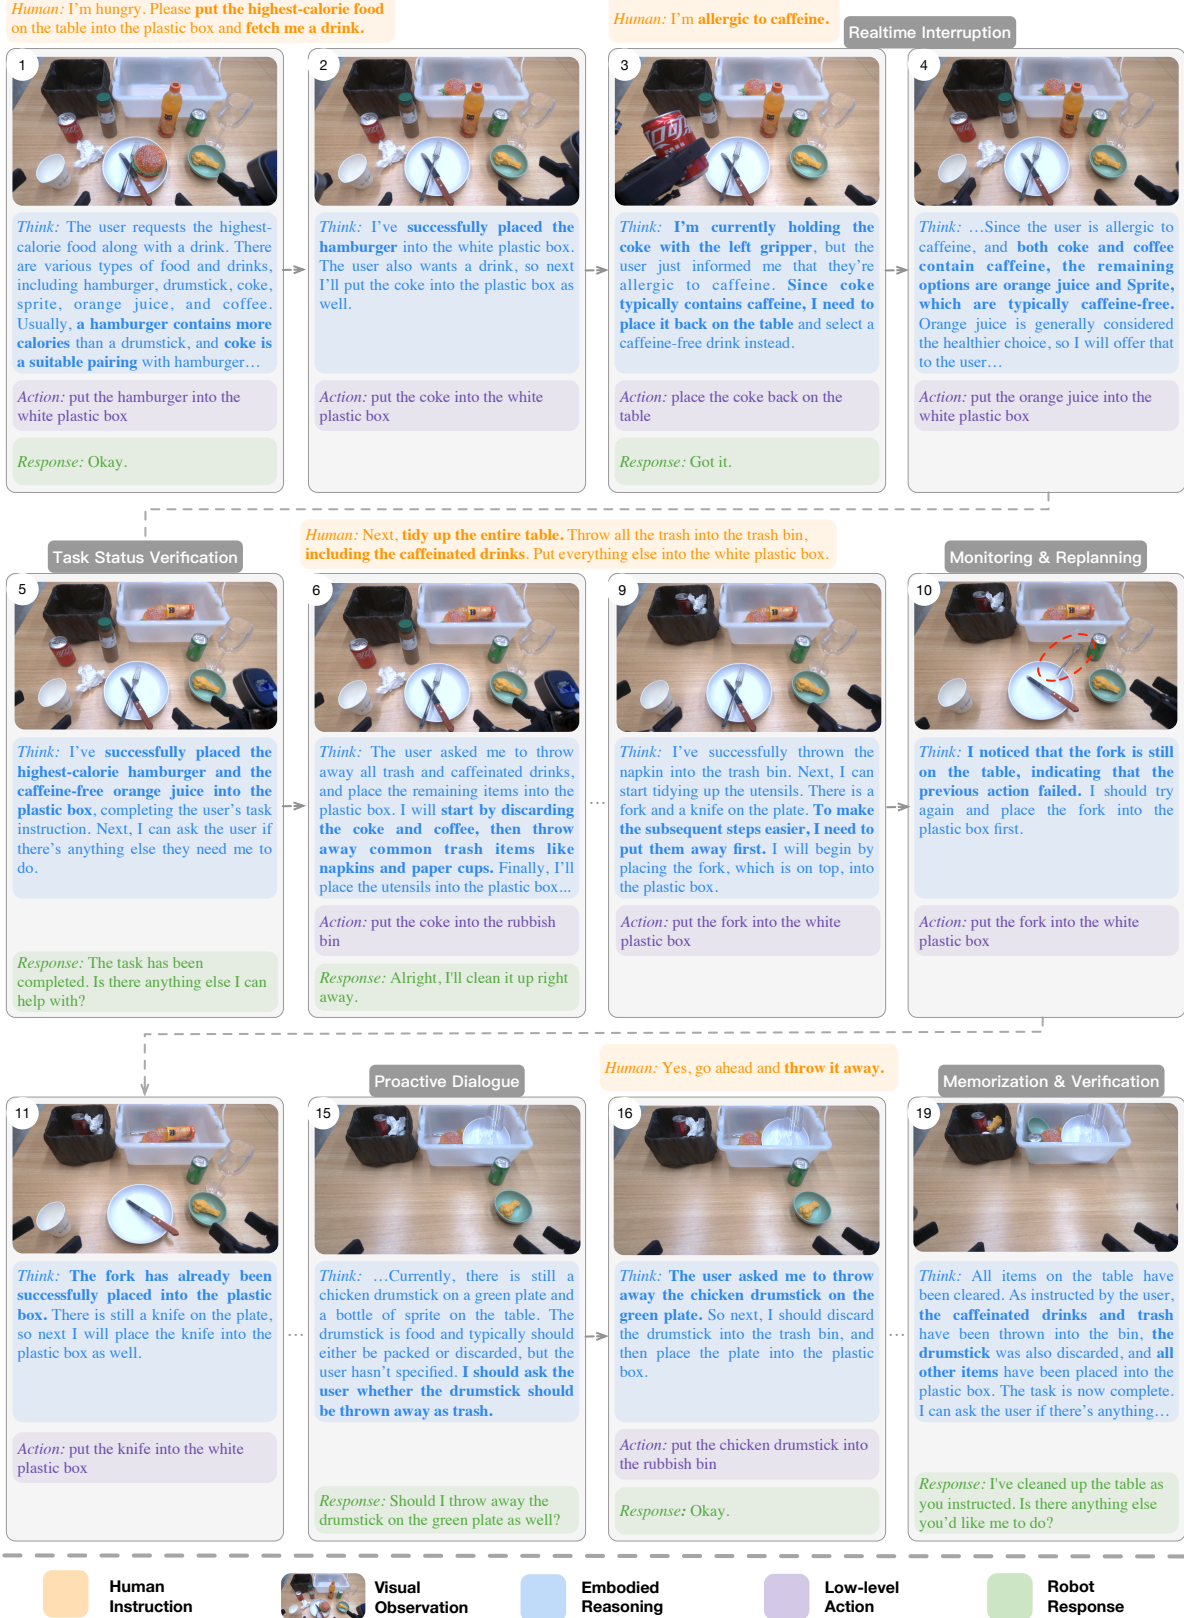 Human: I'm hungry. Please put the highest-calorie food
on the table into the plastic box and fetch me a drink.
Human: I'm allergic to caffeine.
Realtime Interruption
1
Think: The user requests the highest-
calorie food along with a drink. There
are various types of food and drinks,
including hamburger, drumstick, coke,
sprite, orange juice, and coffee.
Usually, a hamburger contains more
calories than a drumstick, and coke is
a suitable pairing with hamburger…
Action: put the hamburger into the
white plastic box
Response: Okay.
2
Think: I've successfully placed the
hamburger into the white plastic box.
The user also wants a drink, so next
I'll put the coke into the plastic box as
well.
Action: put the coke into the white
plastic box
3
Think: I'm currently holding the
coke with the left gripper, but the
user just informed me that they're
allergic to caffeine. Since coke
typically contains caffeine, I need to
place it back on the table and select a
caffeine-free drink instead.
Action: place the coke back on the
table
Response: Got it.
4
Think: …Since the user is allergic to
caffeine, and both coke and coffee
contain caffeine, the remaining
options are orange juice and Sprite,
which are typically caffeine-free.
Orange juice is generally considered
the healthier choice, so I will offer that
to the user…
Action: put the orange juice into the
white plastic box
Task Status Verification
Human: Next, tidy up the entire table. Throw all the trash into the trash bin,
including the caffeinated drinks. Put everything else into the white plastic box.
Monitoring & Replanning
5
Think: I've successfully placed the
highest-calorie hamburger and the
caffeine-free orange juice into the
plastic box, completing the user's task
instruction. Next, I can ask the user if
there's anything else they need me to
do.
Response: The task has been
completed. Is there anything else I can
help with?
6
Think: The user asked me to throw
away all trash and caffeinated drinks,
and place the remaining items into the
plastic box. I will start by discarding
the coke and coffee, then throw
away common trash items like
napkins and paper cups. Finally, I'll
place the utensils into the plastic box...
Action: put the coke into the rubbish
bin
Response: Alright, I'll clean it up right
away.
9
Think: I've successfully thrown the
napkin into the trash bin. Next, I can
start tidying up the utensils. There is a
fork and a knife on the plate. To make
the subsequent steps easier, I need to
put them away first. I will begin by
placing the fork, which is on top, into
the plastic box.
Action: put the fork into the white
plastic box
10
Think: I noticed that the fork is still
on the table, indicating that the
previous action failed. I should try
again and place the fork into the
plastic box first.
Action: put the fork into the white
plastic box
Proactive Dialogue
Human: Yes, go ahead and throw it away.
Memorization & Verification
11
Think: The fork has already been
successfully placed into the plastic
box. There is still a knife on the plate,
so next I will place the knife into the
plastic box as well.
Action: put the knife into the white
plastic box
15
Think: …Currently, there is still a
chicken drumstick on a green plate and
a bottle of sprite on the table. The
drumstick is food and typically should
either be packed or discarded, but the
user hasn't specified. I should ask the
user whether the drumstick should
be thrown away as trash.
Response: Should I throw away the
drumstick on the green plate as well?
16
Think: The user asked me to throw
away the chicken drumstick on the
green plate. So next, I should discard
the drumstick into the trash bin, and
then place the plate into the plastic
box.
Action: put the chicken drumstick into
the rubbish bin
Response: Okay.
19
Think: All items on the table have
been cleared. As instructed by the user,
the caffeinated drinks and trash
have been thrown into the bin, the
drumstick was also discarded, and all
other items have been placed into the
plastic box. The task is now complete.
I can ask the user if there's anything…
Response: I've cleaned up the table as
you instructed. Is there anything else
you'd like me to do?
Human
Instruction
Visual
Observation
Embodied
Reasoning
Low-level
Action
Robot
Response